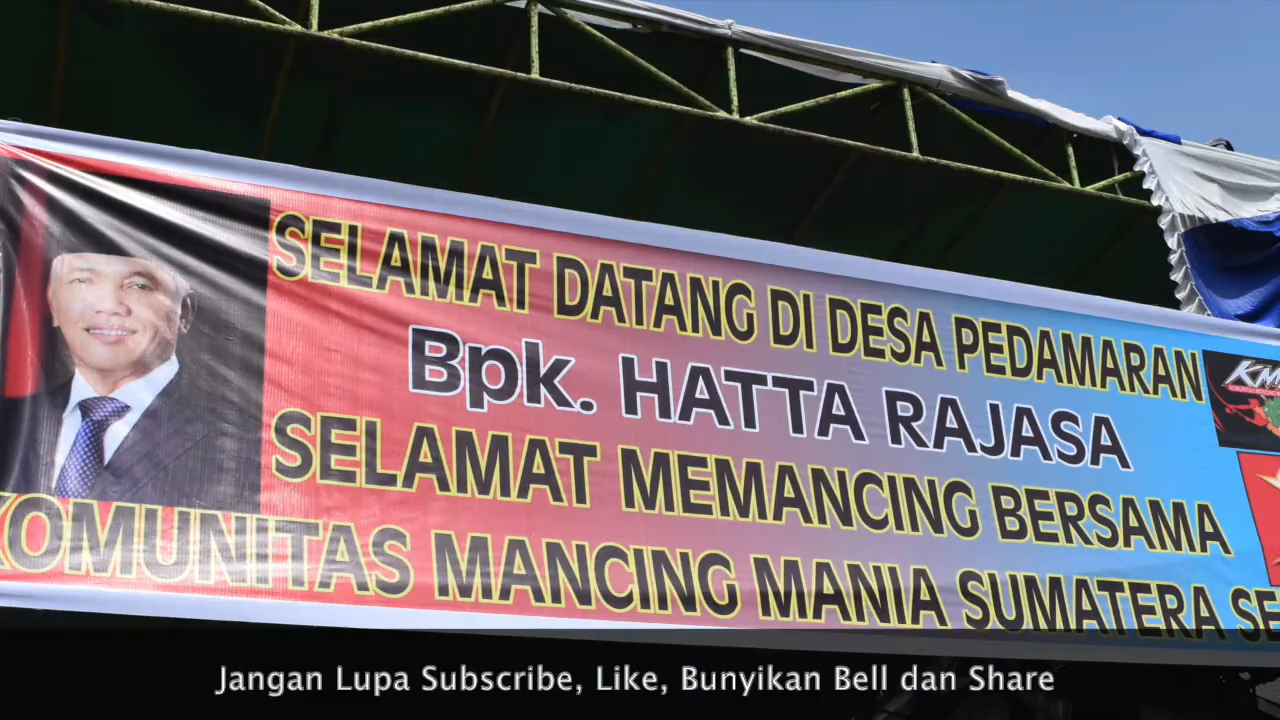 SELAMAT DATANG DI DESA PEDAMARAN
Bpk. HATTA RAJASA
SELAMAT MEMANCING BERSAMA
KOMUNITAS MANCING MANIA SUMATERA SE
Jangan Lupa Subscribe, Like, Bunyikan Bell dan Share